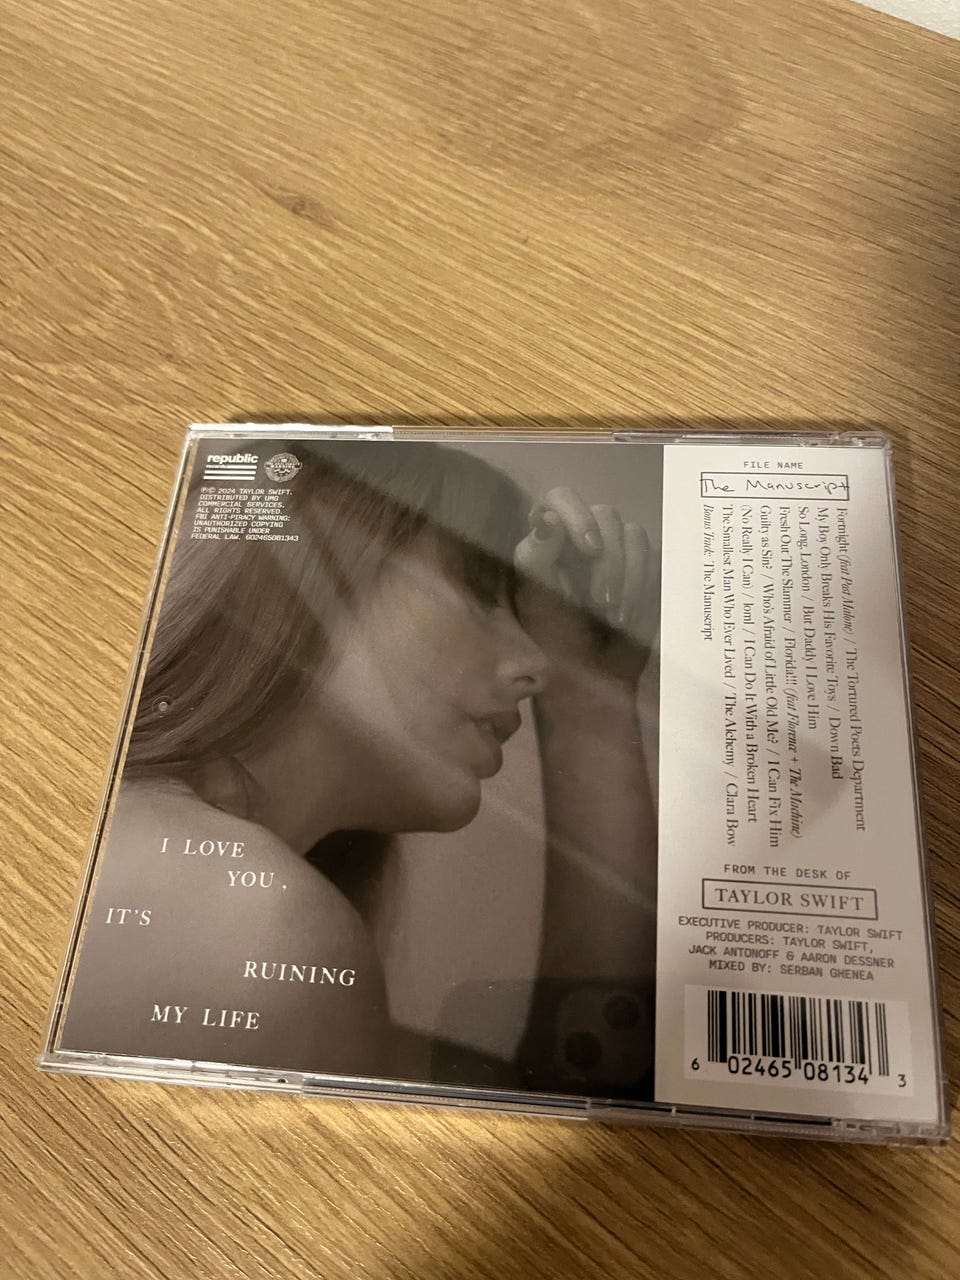 republic
records
℗© 2024 TAYLOR SWIFT.
DISTRIBUTED BY UMG
COMMERCIAL SERVICES.
ALL RIGHTS RESERVED.
FBI ANTI-PIRACY WARNING:
UNAUTHORIZED COPYING
IS PUNISHABLE UNDER
FEDERAL LAW. 602465081343
I LOVE
YOU,
IT'S
RUINING
MY LIFE
FILE NAME
The Manuscript
Fortnight (feat Post Malone) / The Tortured Poets Department
My Boy Only Breaks His Favorite Toys / Down Bad
So Long, London / But Daddy I Love Him
Fresh Out The Slammer / Florida!!! (feat Florence + The Machine)
Guilty as Sin? / Who's Afraid of Little Old Me? / I Can Fix Him
(No Really I Can) / loml / I Can Do It With a Broken Heart
The Smallest Man Who Ever Lived / The Alchemy / Clara Bow
Bonus Track: The Manuscript
FROM THE DESK OF
TAYLOR SWIFT
EXECUTIVE PRODUCER: TAYLOR SWIFT
PRODUCERS: TAYLOR SWIFT,
JACK ANTONOFF & AARON DESSNER
MIXED BY: SERBAN GHENEA
6 02465 08134 3